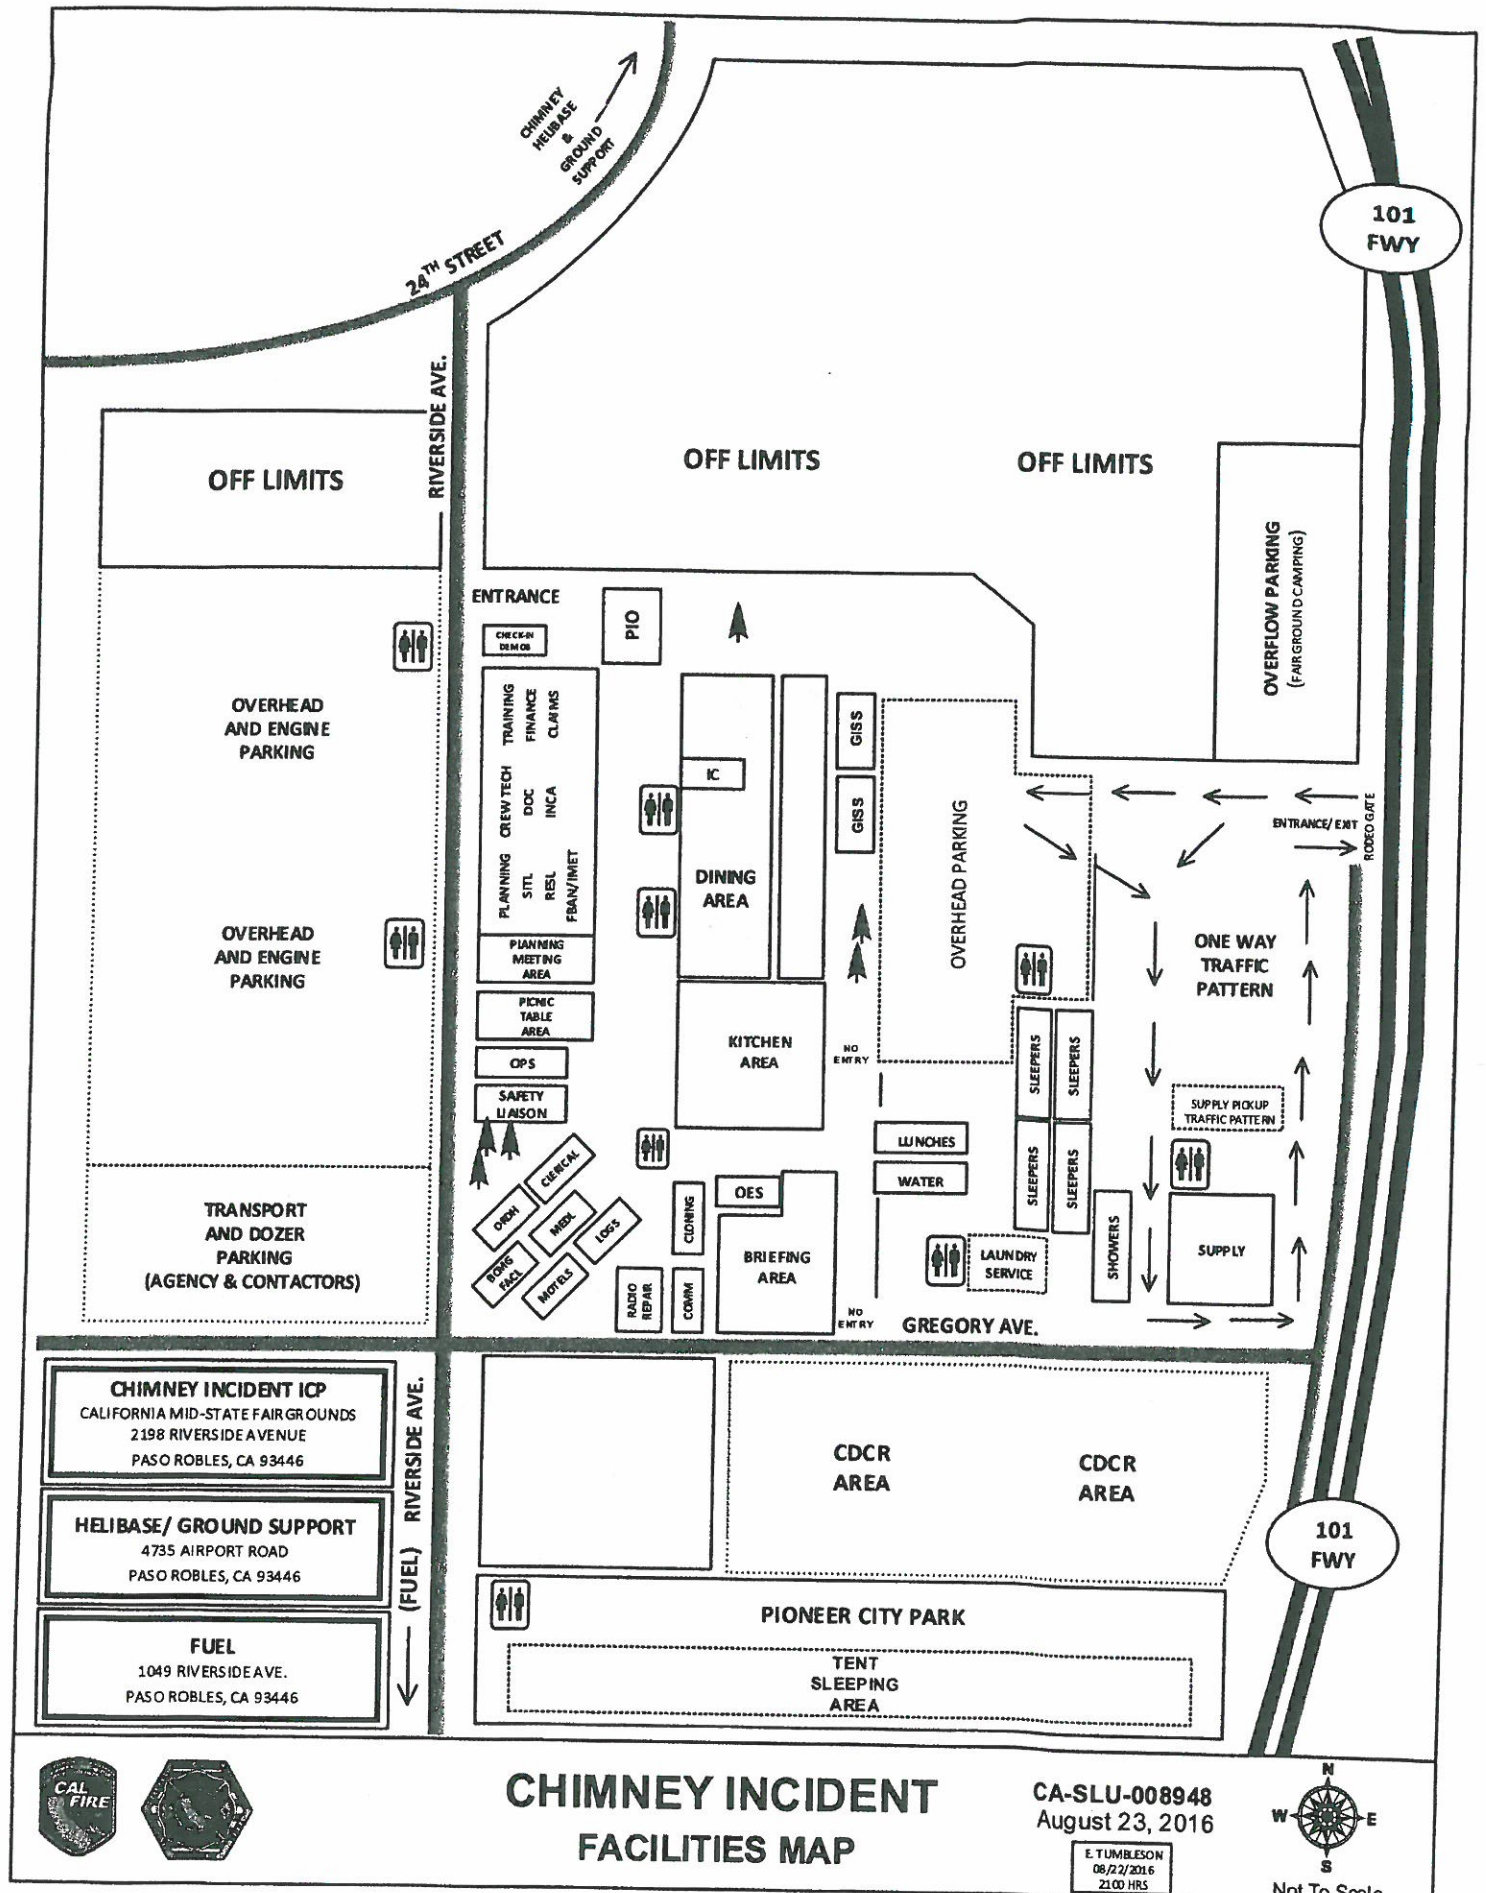 CHIMNEY
HELIBASE
&
GROUND
SUPPORT
24TH STREET
101
FWY
RIVERSIDE AVE.
OFF LIMITS
OFF LIMITS
OFF LIMITS
OVERFLOW PARKING
(FAIRGROUND CAMPING)
ENTRANCE
CHECK-IN
DEMOB
PIO
OVERHEAD
AND ENGINE
PARKING
TRAINING
FINANCE
CLAIMS
CREW TECH
DOC
INCA
PLANNING
SITL
RESL
FBAN/IMET
IC
GISS
GISS
DINING
AREA
OVERHEAD PARKING
ENTRANCE/ EXIT
RODEO GATE
OVERHEAD
AND ENGINE
PARKING
PLANNING
MEETING
AREA
ONE WAY
TRAFFIC
PATTERN
PICNIC
TABLE
AREA
KITCHEN
AREA
NO
ENTRY
OPS
SAFETY
LIAISON
SLEEPERS
SLEEPERS
SLEEPERS
SLEEPERS
SUPPLY PICKUP
TRAFFIC PATTERN
LUNCHES
WATER
CLERICAL
DRDH
MEDL
LOGS
BCMG
FACL
MOTELS
CLONING
OES
BRIEFING
AREA
RADIO
REPAIR
COMM
LAUNDRY
SERVICE
SHOWERS
SUPPLY
TRANSPORT
AND DOZER
PARKING
(AGENCY & CONTACTORS)
NO
ENTRY
GREGORY AVE.
CHIMNEY INCIDENT ICP
CALIFORNIA MID-STATE FAIRGROUNDS
2198 RIVERSIDE AVENUE
PASO ROBLES, CA 93446
HELIBASE/ GROUND SUPPORT
4735 AIRPORT ROAD
PASO ROBLES, CA 93446
FUEL
1049 RIVERSIDE AVE.
PASO ROBLES, CA 93446
(FUEL) RIVERSIDE AVE.
CDCR
AREA
CDCR
AREA
101
FWY
PIONEER CITY PARK
TENT
SLEEPING
AREA
CAL
FIRE
CHIMNEY INCIDENT
FACILITIES MAP
CA-SLU-008948
August 23, 2016
E. TUMBLESON
08/22/2016
2100 HRS
N
W
E
S
Not To Scale